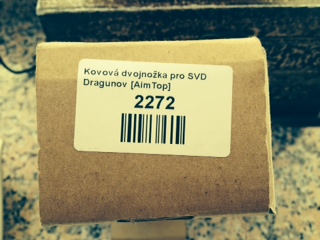 Kovová dvojnožka pro SVD
Dragunov [AimTop]
2272